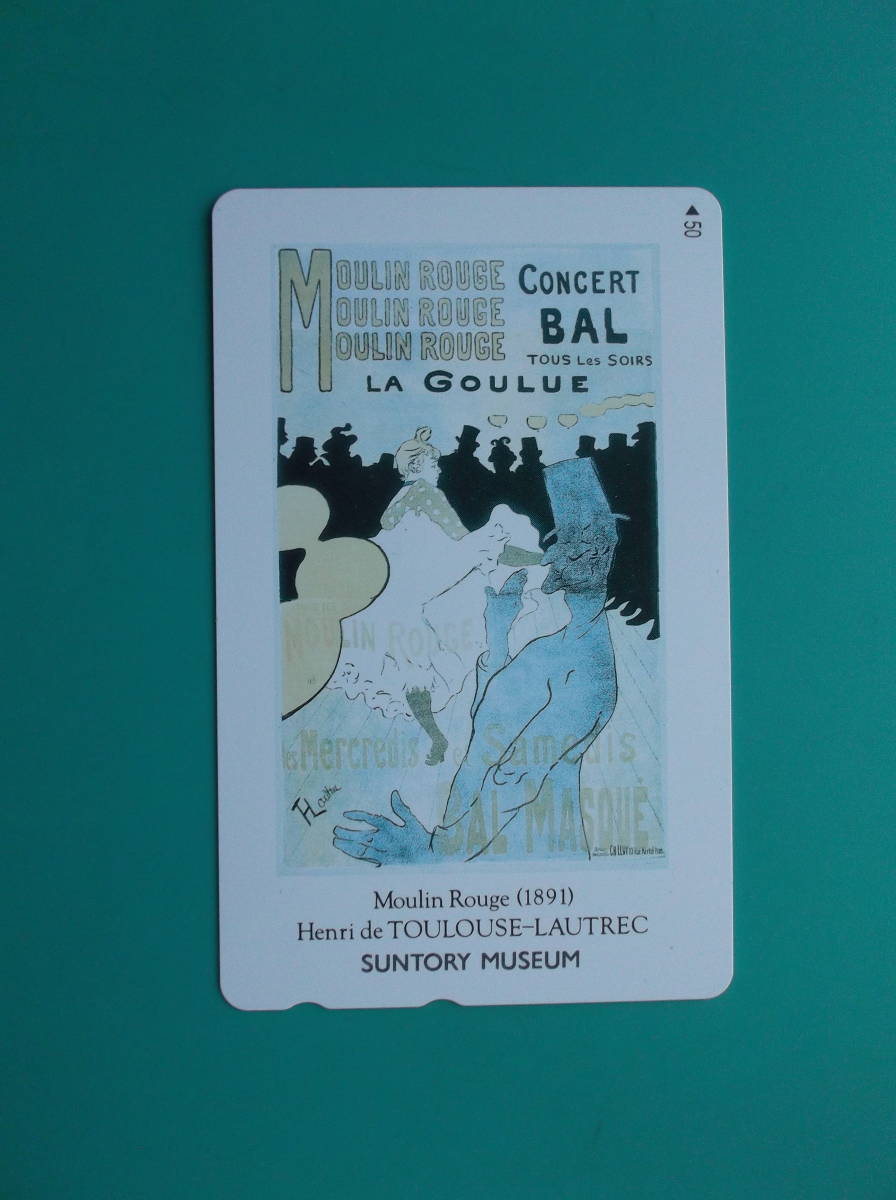 50
MOULIN ROUGE CONCERT
MOULIN ROUGE BAL
MOULIN ROUGE TOUS Les SOIRS
LA GOULUE
MOULIN ROUGE
les Mercredis et Samedis
BAL MASQUÉ
HLautrec
Moulin Rouge (1891)
Henri de TOULOUSE-LAUTREC
SUNTORY MUSEUM